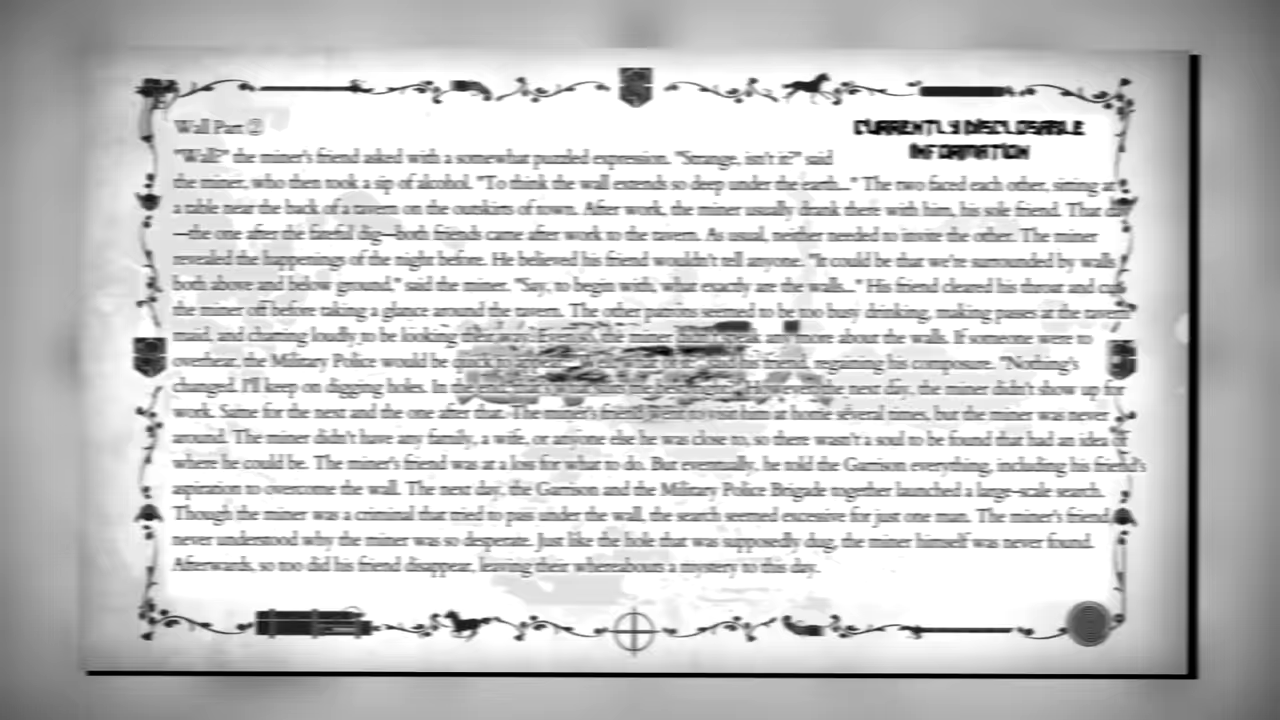 Wall Part ②
CURRENTLY DISCLOSABLE
INFORMATION
"Wall?" the miner's friend asked with a somewhat puzzled expression. "Strange, isn't it?" said
the miner, who then took a sip of alcohol. "To think the wall extends so deep under the earth..." The two faced each other, sitting at
a table near the back of a tavern on the outskirts of town. After work, the miner usually drank there with him, his sole friend. That day
—the one after the fateful dig—both friends came after work to the tavern. As usual, neither needed to invite the other. The miner
revealed the happenings of the night before. He believed his friend wouldn't tell anyone. "It could be that we're surrounded by walls
both above and below ground," said the miner. "Say, to begin with, what exactly are the walls..." His friend cleared his throat and cut
the miner off before taking a glance around the tavern. The other patrons seemed to be too busy drinking, making passes at the tavern
maid, and chatting loudly to be looking the miner any more about the walls. If someone were to
overhear, the Military Police would be regaining his composure. "Nothing's
changed. I'll keep on digging holes. In the the next day, the miner didn't show up for
work. Same for the next and the one after that. The miner's friend went to visit him at home several times, but the miner was never
around. The miner didn't have any family, a wife, or anyone else he was close to, so there wasn't a soul to be found that had an idea of
where he could be. The miner's friend was at a loss for what to do. But eventually, he told the Garrison everything, including his friend's
aspiration to overcome the wall. The next day, the Garrison and the Military Police Brigade together launched a large-scale search.
Though the miner was a criminal that tried to pass under the wall, the search seemed excessive for just one man. The miner's friend
never understood why the miner was so desperate. Just like the hole that was supposedly dug, the miner himself was never found.
Afterwards, so too did his friend disappear, leaving their whereabouts a mystery to this day.